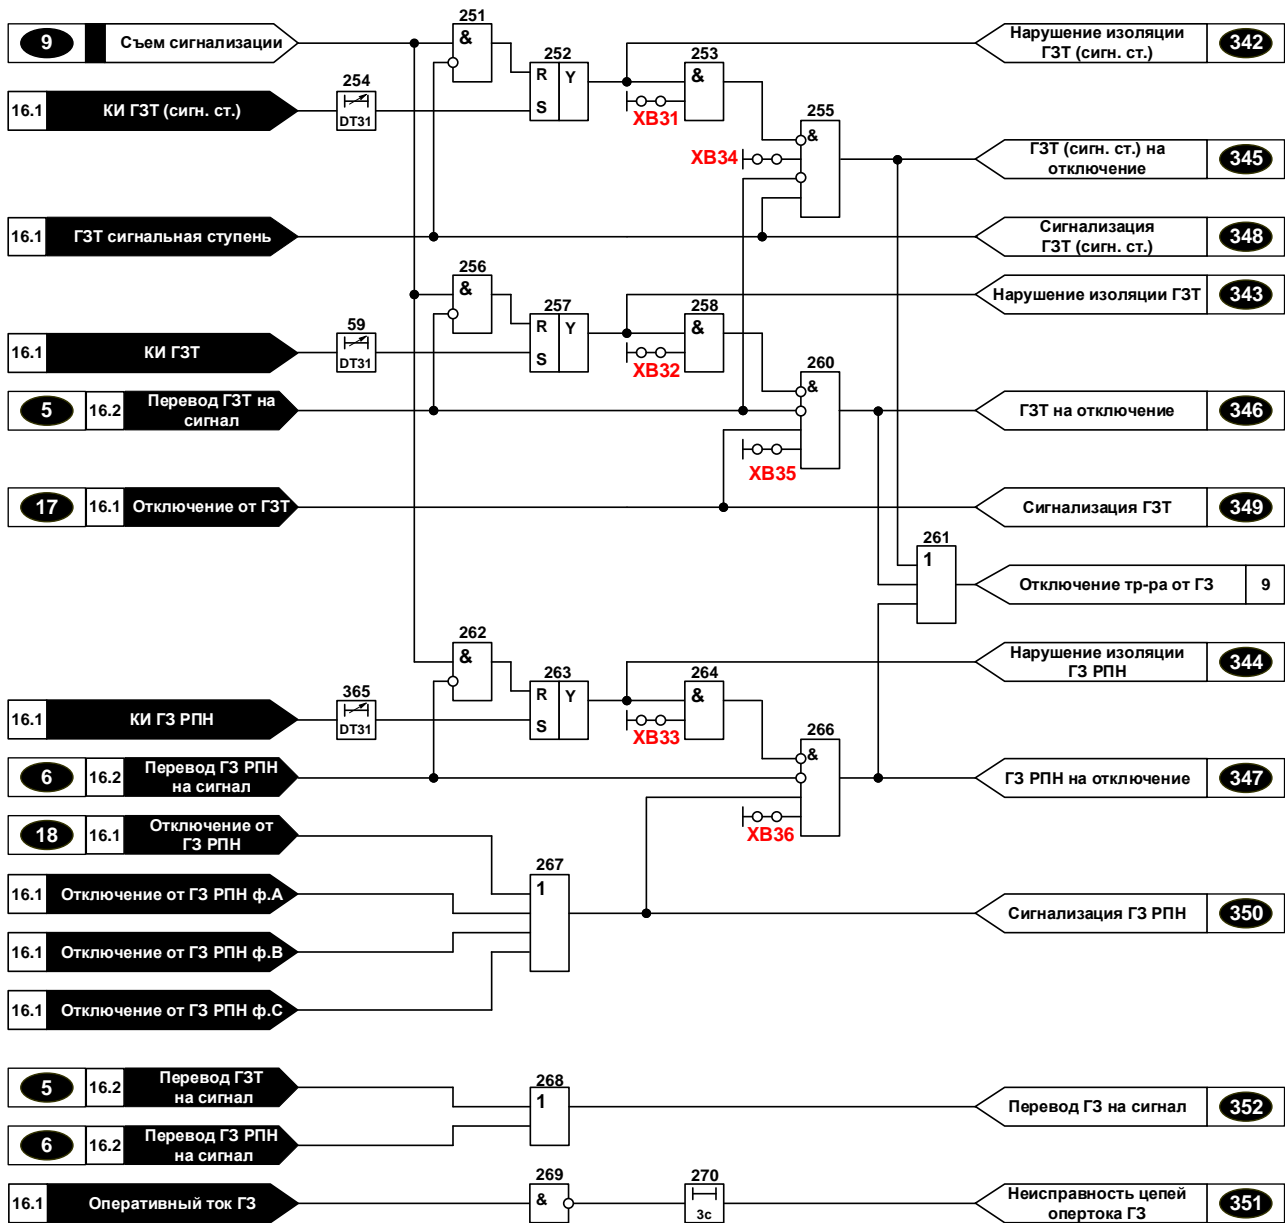 251
9 Съем сигнализации
&
252
R Y
S
253
&
Нарушение изоляции
ГЗТ (сигн. ст.)
342
254
DT31
16.1 КИ ГЗТ (сигн. ст.)
XB31
255
&
XB34
ГЗТ (сигн. ст.) на
отключение
345
16.1 ГЗТ сигнальная ступень
Сигнализация
ГЗТ (сигн. ст.)
348
256
&
257
R Y
S
258
&
Нарушение изоляции ГЗТ 343
59
DT31
16.1 КИ ГЗТ
XB32
260
&
5 16.2 Перевод ГЗТ на
сигнал
ГЗТ на отключение 346
XB35
17 16.1 Отключение от ГЗТ
Сигнализация ГЗТ 349
261
1
Отключение тр-ра от ГЗ 9
262
&
263
R Y
S
264
&
Нарушение изоляции
ГЗ РПН
344
365
DT31
16.1 КИ ГЗ РПН
XB33
266
&
6 16.2 Перевод ГЗ РПН
на сигнал
ГЗ РПН на отключение 347
XB36
18 16.1 Отключение от
ГЗ РПН
267
1
16.1 Отключение от ГЗ РПН ф.А
Сигнализация ГЗ РПН 350
16.1 Отключение от ГЗ РПН ф.В
16.1 Отключение от ГЗ РПН ф.С
5 16.2 Перевод ГЗТ
на сигнал
268
1
Перевод ГЗ на сигнал 352
6 16.2 Перевод ГЗ РПН
на сигнал
16.1 Оперативный ток ГЗ
269
&
270
3с
Неисправность цепей
опертока ГЗ
351